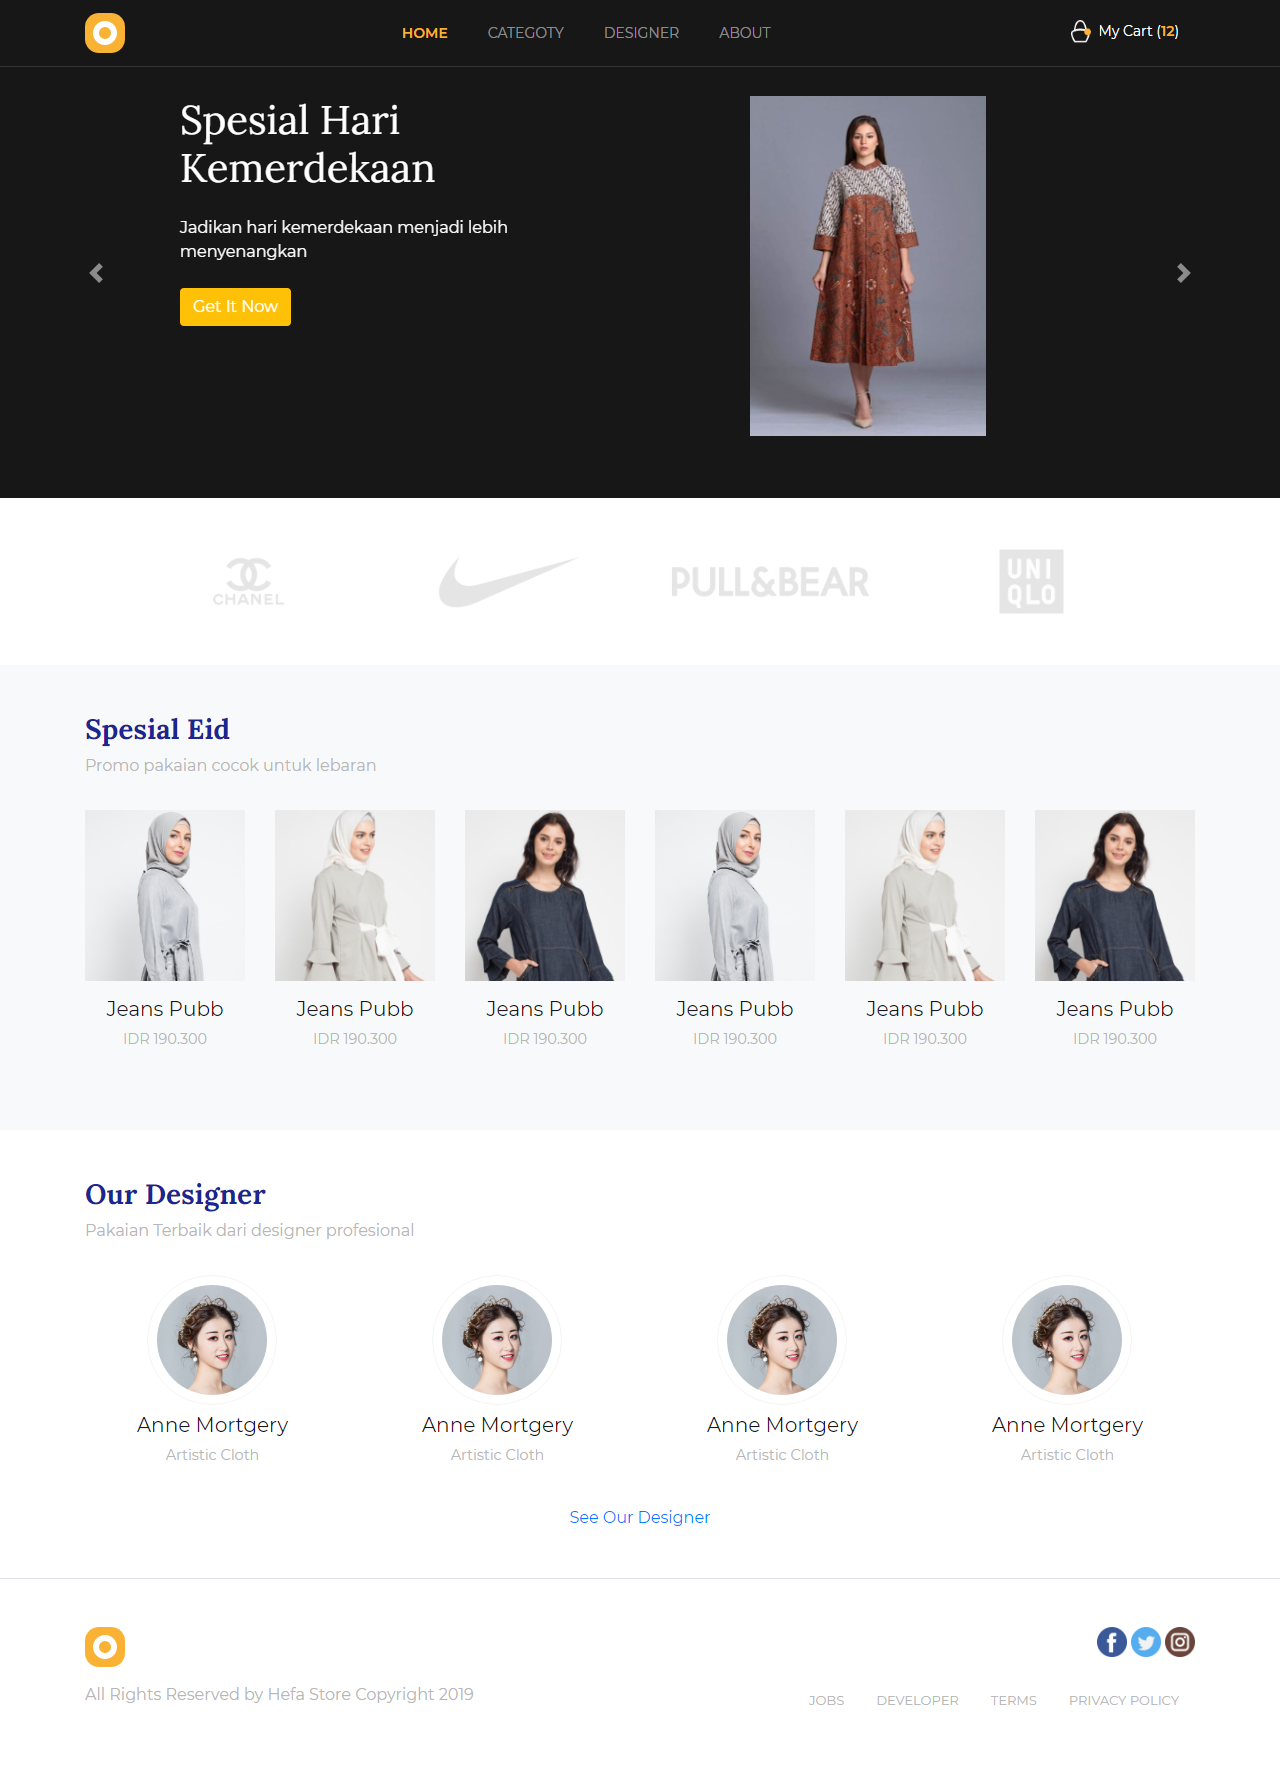 HOME CATEGOTY DESIGNER ABOUT My Cart (12)
Spesial Hari
Kemerdekaan
Jadikan hari kemerdekaan menjadi lebih
menyenangkan
Get It Now
CHANEL PULL&BEAR UNI
QLO
Spesial Eid
Promo pakaian cocok untuk lebaran
Jeans Pubb Jeans Pubb Jeans Pubb Jeans Pubb Jeans Pubb Jeans Pubb
IDR 190.300 IDR 190.300 IDR 190.300 IDR 190.300 IDR 190.300 IDR 190.300
Our Designer
Pakaian Terbaik dari designer profesional
Anne Mortgery Anne Mortgery Anne Mortgery Anne Mortgery
Artistic Cloth Artistic Cloth Artistic Cloth Artistic Cloth
See Our Designer
All Rights Reserved by Hefa Store Copyright 2019
JOBS DEVELOPER TERMS PRIVACY POLICY